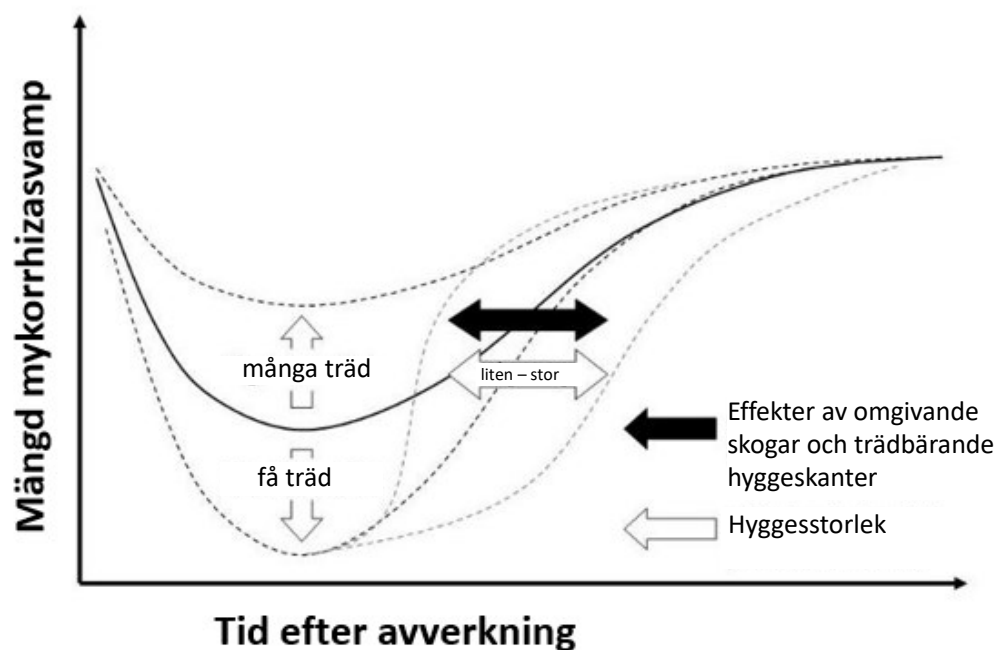 Mängd mykorrhizasvamp
många träd
få träd
liten – stor
Effekter av omgivande
skogar och trädbärande
hyggeskanter
Hyggesstorlek
Tid efter avverkning